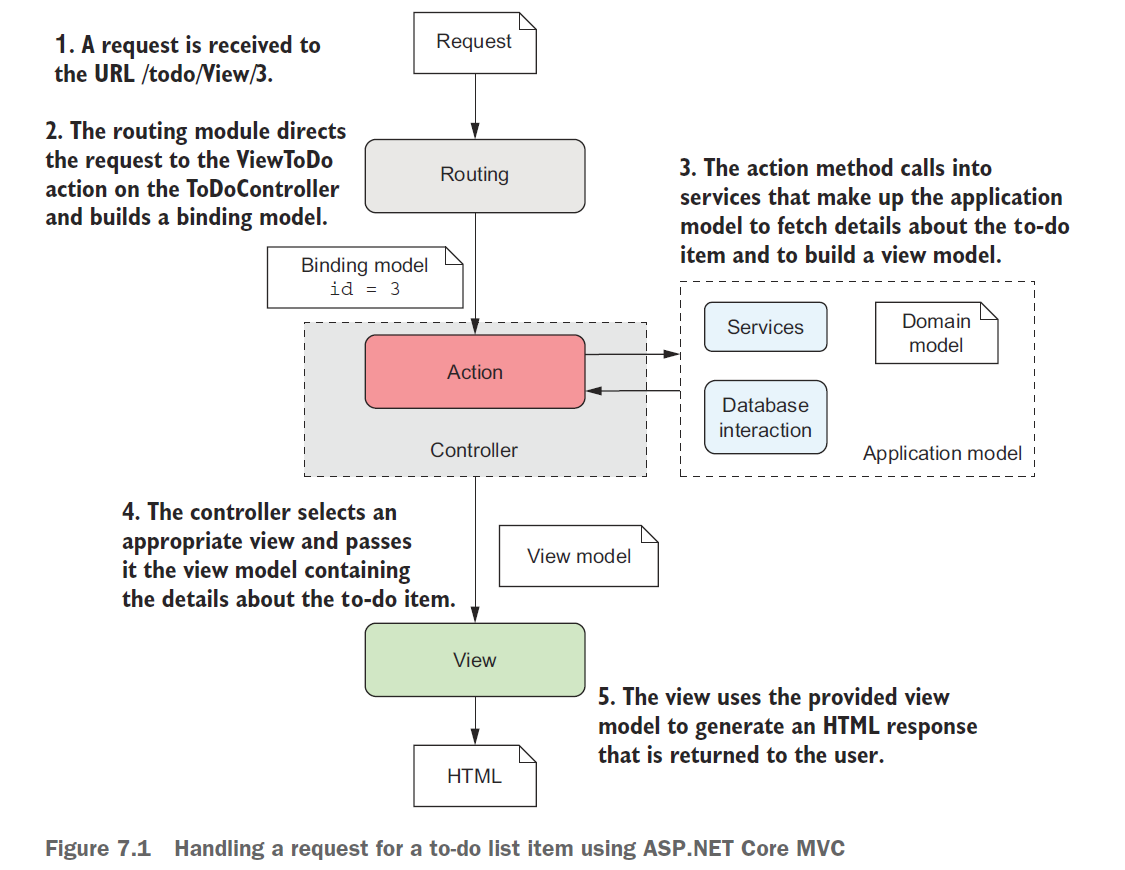 Request
1. A request is received to
the URL /todo/View/3.
2. The routing module directs
the request to the ViewToDo
action on the ToDoController
and builds a binding model.
Routing
3. The action method calls into
services that make up the application
model to fetch details about the to-do
item and to build a view model.
Binding model
id = 3
Services
Domain
model
Action
Database
interaction
Controller
Application model
4. The controller selects an
appropriate view and passes
it the view model containing
the details about the to-do item.
View model
View
5. The view uses the provided view
model to generate an HTML response
that is returned to the user.
HTML
Figure 7.1 Handling a request for a to-do list item using ASP.NET Core MVC